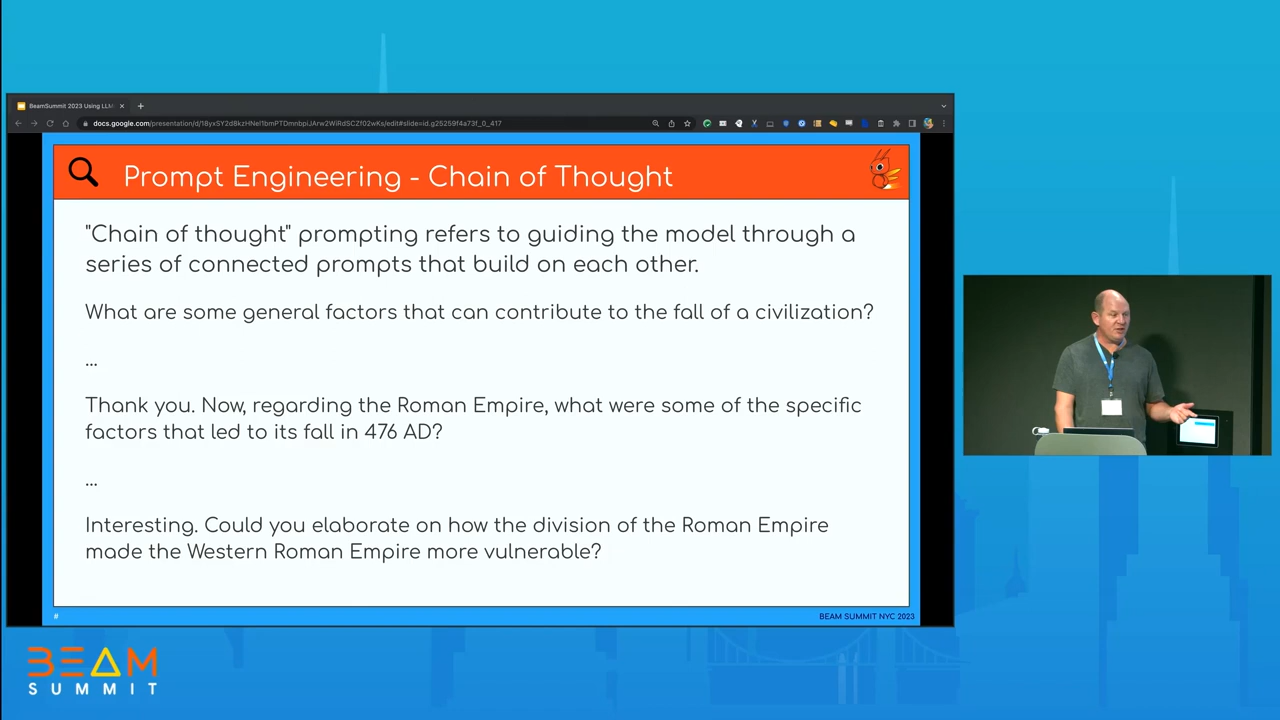 BeamSummit 2023 Using LLM
docs.google.com/presentation/d/
Prompt Engineering - Chain of Thought
"Chain of thought" prompting refers to guiding the model through a
series of connected prompts that build on each other.
What are some general factors that can contribute to the fall of a civilization?
...
Thank you. Now, regarding the Roman Empire, what were some of the specific
factors that led to its fall in 476 AD?
...
Interesting. Could you elaborate on how the division of the Roman Empire
made the Western Roman Empire more vulnerable?
#
BEAM SUMMIT NYC 2023
BEAM
SUMMIT